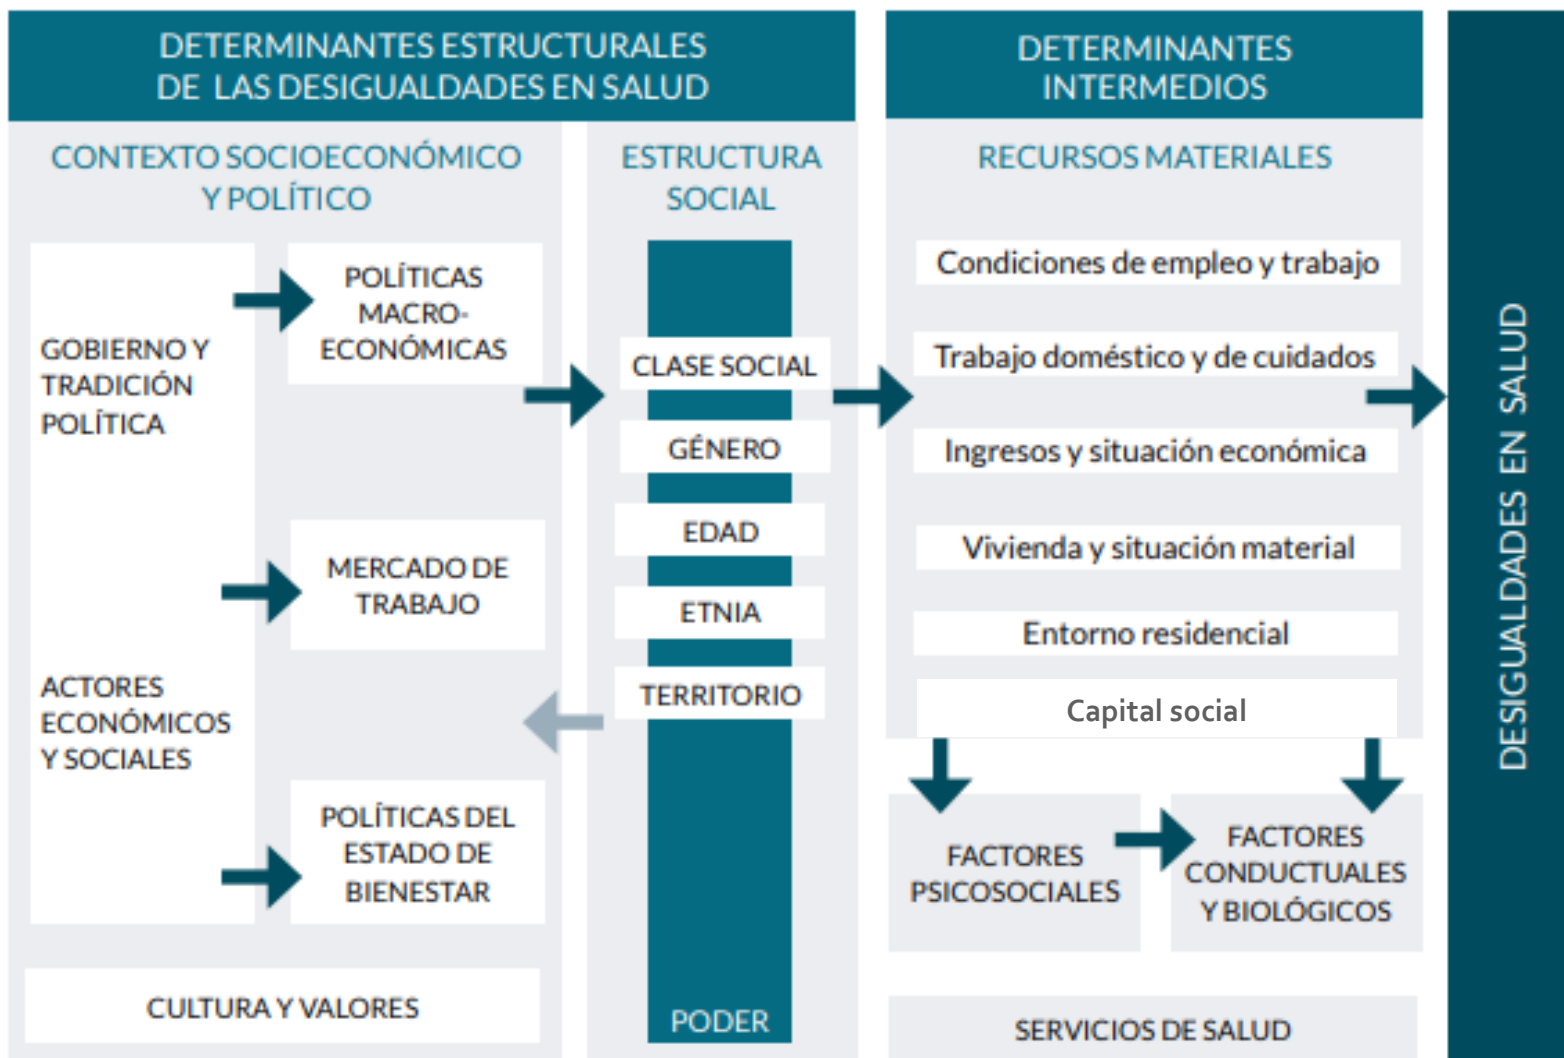 DETERMINANTES ESTRUCTURALES
DE LAS DESIGUALDADES EN SALUD
CONTEXTO SOCIOECONÓMICO
Y POLÍTICO
GOBIERNO Y
TRADICIÓN
POLÍTICA
ACTORES
ECONÓMICOS
Y SOCIALES
POLÍTICAS
MACRO-
ECONÓMICAS
MERCADO DE
TRABAJO
POLÍTICAS DEL
ESTADO DE
BIENESTAR
CULTURA Y VALORES
ESTRUCTURA
SOCIAL
CLASE SOCIAL
GÉNERO
EDAD
ETNIA
TERRITORIO
PODER
DETERMINANTES
INTERMEDIOS
RECURSOS MATERIALES
Condiciones de empleo y trabajo
Trabajo doméstico y de cuidados
Ingresos y situación económica
Vivienda y situación material
Entorno residencial
Capital social
FACTORES
PSICOSOCIALES
FACTORES
CONDUCTUALES
Y BIOLÓGICOS
SERVICIOS DE SALUD
DESIGUALDADES EN SALUD